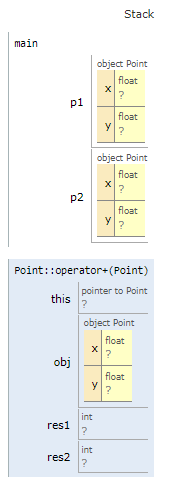 Stack
main
object Point
p1
x
float
?
y
float
?
object Point
p2
x
float
?
y
float
?
Point::operator+(Point)
this
pointer to Point
?
object Point
obj
x
float
?
y
float
?
res1
int
?
res2
int
?